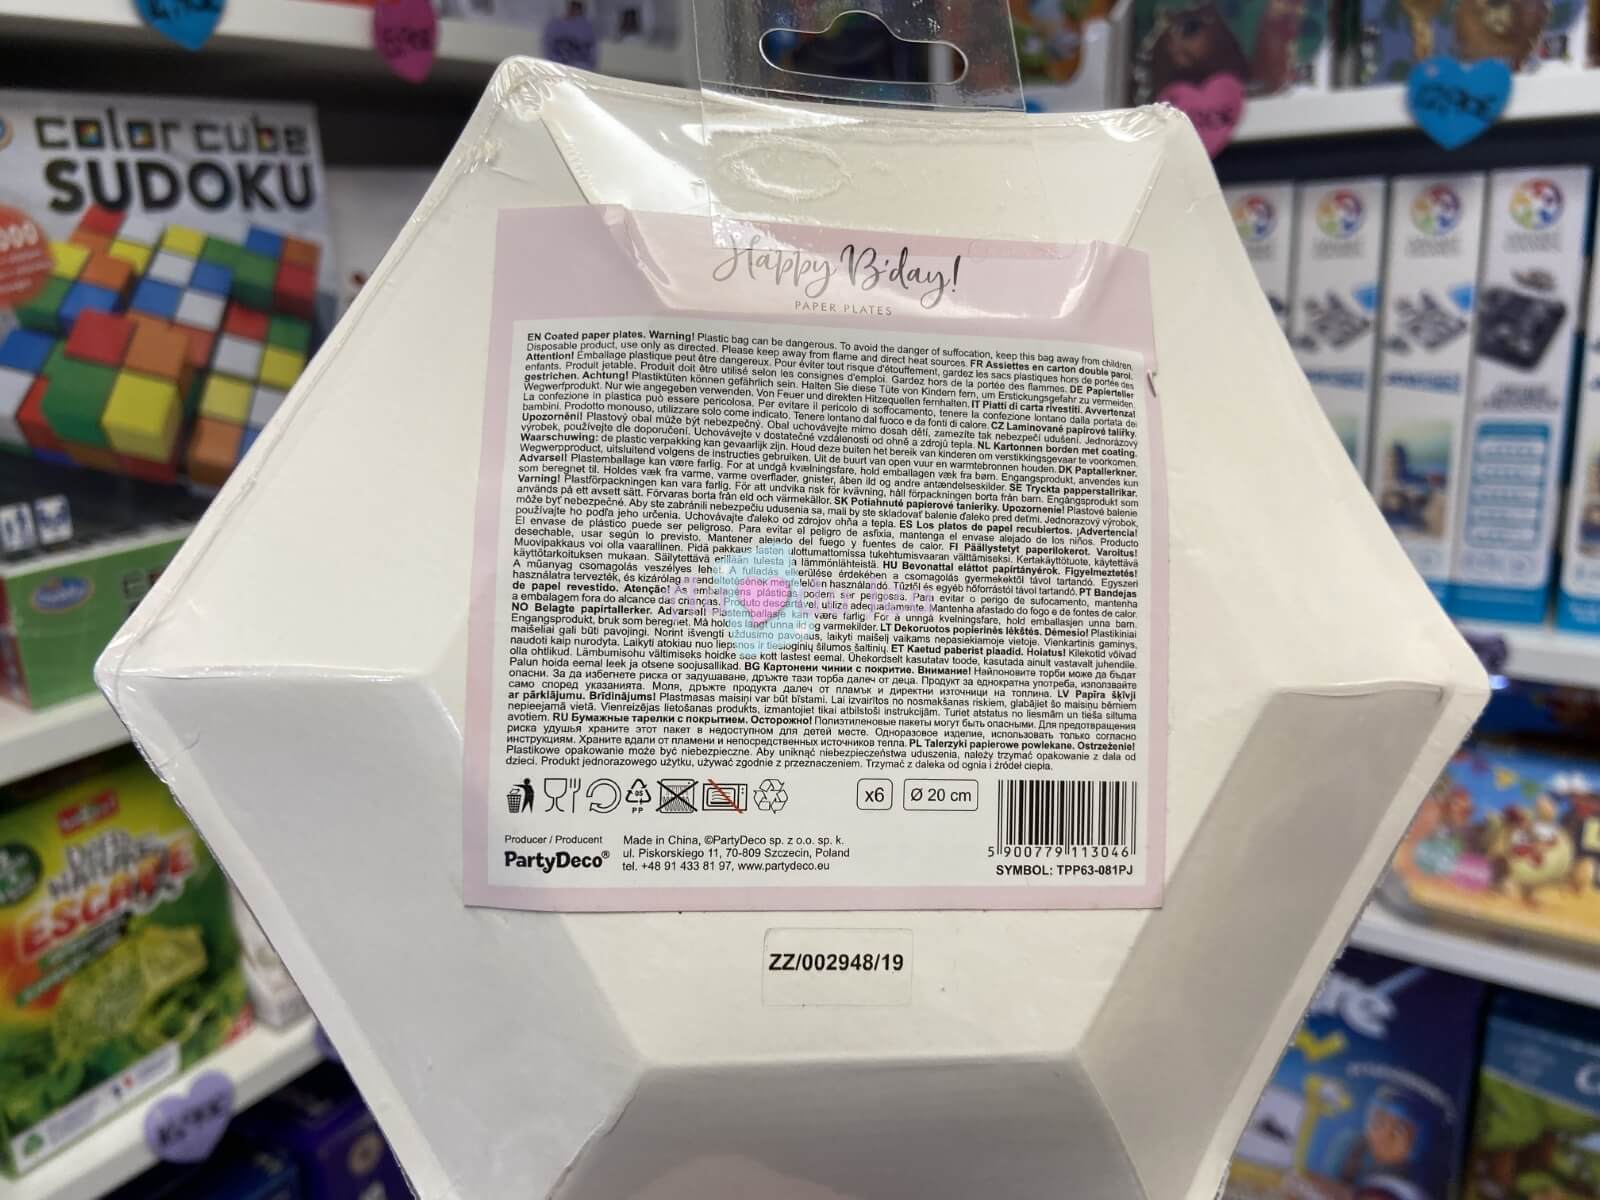 color cube
SUDOKU
Happy B'day!
PAPER PLATES
EN Coated paper plates. Warning! Plastic bag can be dangerous. To avoid the danger of suffocation, keep this bag away from children.
Disposable product, use only as directed. Please keep away from flame and direct heat sources. FR Assiettes en carton double parol.
Attention! Emballage plastique peut être dangereux. Pour éviter tout risque d'étouffement, gardez les sacs plastiques hors de portée des
enfants. Produit jetable. Produit doit être utilisé selon les consignes d'emploi. Gardez hors de la portée des flammes. DE Papierteller
gestrichen. Achtung! Plastiktüten können gefährlich sein. Halten Sie diese Tüte von Kindern fern, um Erstickungsgefahr zu vermeiden.
Wegwerfprodukt. Nur wie angegeben verwenden. Von Feuer und direkten Hitzequellen fernhalten. IT Piatti di carta rivestiti. Avvertenza!
La confezione in plastica può essere pericolosa. Per evitare il pericolo di soffocamento, tenere la confezione lontano dalla portata dei
bambini. Prodotto monouso, utilizzare solo come indicato. Tenere lontano dal fuoco e da fonti di calore. CZ Laminované papírové talířky.
Upozornění! Plastový obal může být nebezpečný. Obal uchovávejte mimo dosah dětí, zamezíte tak nebezpečí udušení. Jednorázový
výrobek, používejte dle doporučení. Uchovávejte v dostatečné vzdálenosti od ohně a zdrojů tepla. NL Kartonnen borden met coating.
Waarschuwing: de plastic verpakking kan gevaarlijk zijn. Houd deze buiten het bereik van kinderen om verstikkingsgevaar te voorkomen.
Wegwerpproduct, uitsluitend volgens de instructies gebruiken. Uit de buurt van open vuur en warmtebronnen houden. DK Paptallerkner.
Advarsel! Plastemballage kan være farlig. For at undgå kvælningsfare, hold emballagen væk fra børn. Engangsprodukt, anvendes kun
som beregnet til. Holdes væk fra varme, varme overflader, gnister, åben ild og andre antændelseskilder. SE Tryckta papperstallrikar.
Varning! Plastförpackningen kan vara farlig. För att undvika risk för kvävning, håll förpackningen borta från barn. Engångsprodukt som
används på ett avsett sätt. Förvaras borta från eld och värmekällor. SK Potiahnuté papierové tanieriky. Upozornenie! Plastové balenie
môže byť nebezpečné. Aby ste zabránili nebezpečiu udusenia sa, mali by ste skladovať balenie ďaleko pred deťmi. Jednorazový výrobok,
používajte ho podľa jeho určenia. Uchovávajte ďaleko od zdrojov ohňa a tepla. ES Los platos de papel recubiertos. ¡Advertencia!
El envase de plástico puede ser peligroso. Para evitar el peligro de asfixia, mantenga el envase alejado de los niños. Producto
desechable, usar según lo previsto. Mantener alejado del fuego y fuentes de calor. FI Päällystetyt paperilokerot. Varoitus!
Muovipakkaus voi olla vaarallinen. Pidä pakkaus lasten ulottumattomissa tukehtumisvaaran välttämiseksi. Kertakäyttötuote, käytettävä
käyttötarkoituksen mukaan. Säilytettävä erillään tulesta ja lämmönlähteistä. HU Bevonattal elátott papírtányérok. Figyelmeztetés!
A műanyag csomagolás veszélyes lehet. A fulladás elkerülése érdekében a csomagolás gyermekektől távol tartandó. Egyszeri
használatra tervezték, és kizárólag a rendeltetésének megfelelően használandó. Tűztől és egyéb hőforrástól távol tartandó. PT Bandejas
de papel revestido. Atenção! As embalagens plásticas podem ser perigosas. Para evitar o perigo de sufocamento, mantenha
a embalagem fora do alcance das crianças. Produto descartável, utilize adequadamente. Mantenha afastado do fogo e de fontes de calor.
NO Belagte papirtallerker. Advarsel! Plastemballasje kan være farlig. For å unngå kvelningsfare, hold emballasjen unna barn.
Engangsprodukt, bruk som beregnet. Må holdes langt unna ild og varmekilder. LT Dekoruotos popierinės lėkštės. Dėmesio! Plastikiniai
maišeliai gali būti pavojingi. Norint išvengti uždusimo pavojaus, laikyti maišelį vaikams nepasiekiamoje vietoje. Vienkartinis gaminys,
naudoti kaip nurodyta. Laikyti atokiau nuo liepsnos ir tiesioginių šilumos šaltinių. ET Kaetud paberist plaadid. Hoiatus! Kilekotid võivad
olla ohtlikud. Lämbumisohu vältimiseks hoidke see kott lastest eemal. Ühekordselt kasutatav toode, kasutada ainult vastavalt juhendile.
Palun hoida eemal leek ja otsene soojusallikad. BG Картонени чинии с покритие. Внимание! Найлоновите торби може да бъдат
опасни. За да избегнете риска от задушаване, дръжте тази торба далеч от деца. Продукт за еднократна употреба, използвайте
само според указанията. Моля, дръжте продукта далеч от пламък и директни източници на топлина. LV Papīra šķīvji
ar pārklājumu. Brīdinājums! Plastmasas maisiņi var būt bīstami. Lai izvairītos no nosmakšanas riskiem, glabājiet šo maisiņu bērniem
nepieejamā vietā. Vienreizējas lietošanas produkts, izmantojiet tikai atbilstoši instrukcijām. Turiet atstatus no liesmām un tieša siltuma
avotiem. RU Бумажные тарелки с покрытием. Осторожно! Полиэтиленовые пакеты могут быть опасными. Для предотвращения
риска удушья храните этот пакет в недоступном для детей месте. Одноразовое изделие, использовать только согласно
инструкциям. Храните вдали от пламени и непосредственных источников тепла. PL Talerzyki papierowe powlekane. Ostrzeżenie!
Plastikowe opakowanie może być niebezpieczne. Aby uniknąć niebezpieczeństwa uduszenia, należy trzymać opakowanie z dala od
dzieci. Produkt jednorazowego użytku, używać zgodnie z przeznaczeniem. Trzymać z daleka od ognia i źródeł ciepła.
05
PP
x6
Ø 20 cm
Producer / Producent
PartyDeco®
Made in China, ©PartyDeco sp. z o.o. sp. k.
ul. Piskorskiego 11, 70-809 Szczecin, Poland
tel. +48 91 433 81 97, www.partydeco.eu
5 900779 113046
SYMBOL: TPP63-081PJ
ZZ/002948/19
ESCAPE